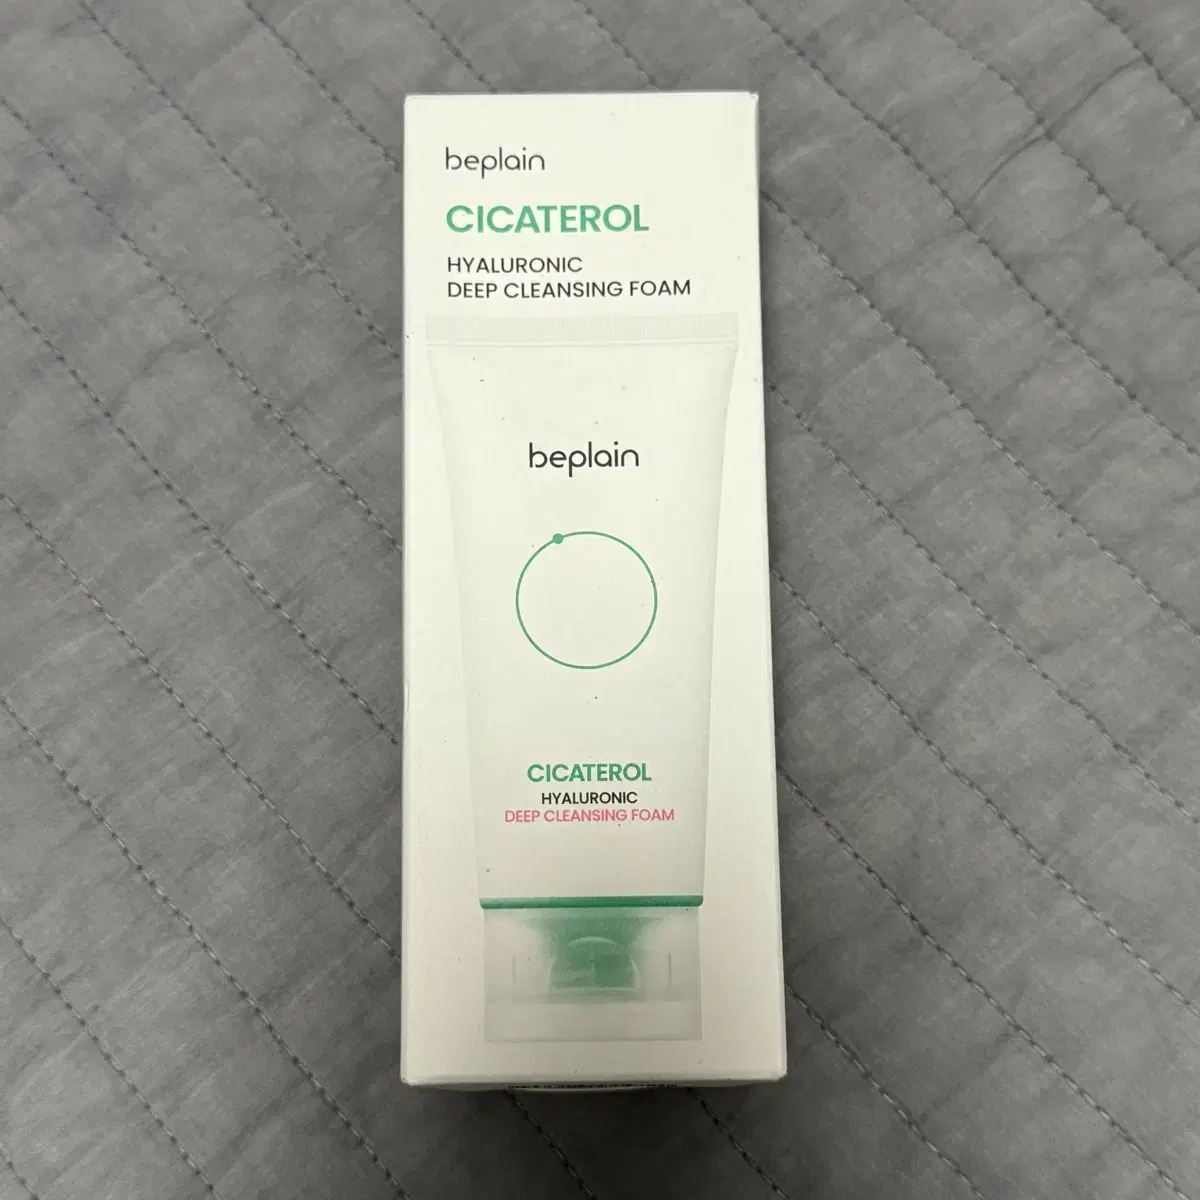 beplain
CICATEROL
HYALURONIC
DEEP CLEANSING FOAM
beplain
CICATEROL
HYALURONIC
DEEP CLEANSING FOAM